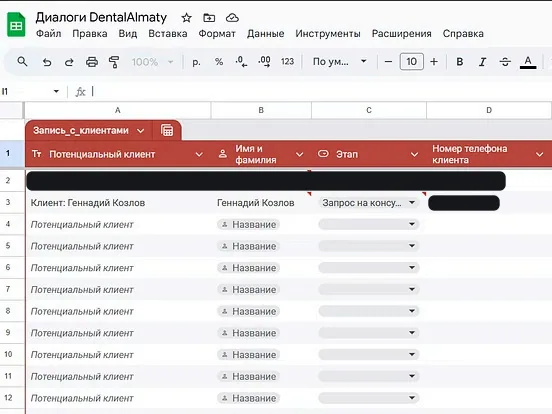 Диалоги DentalAlmaty
Файл Правка Вид Вставка Формат Данные Инструменты Расширения Справка
100% р. % .0 .00 123 По ум... 10 B I S A
I1 fx
A B C D
Запись_с_клиентами
1 Тт Потенциальный клиент Имя и фамилия Этап Номер телефона клиента
2
3 Клиент: Геннадий Козлов Геннадий Козлов Запрос на консу...
4 Потенциальный клиент Название
5 Потенциальный клиент Название
6 Потенциальный клиент Название
7 Потенциальный клиент Название
8 Потенциальный клиент Название
9 Потенциальный клиент Название
10 Потенциальный клиент Название
11 Потенциальный клиент Название
12 Потенциальный клиент Название